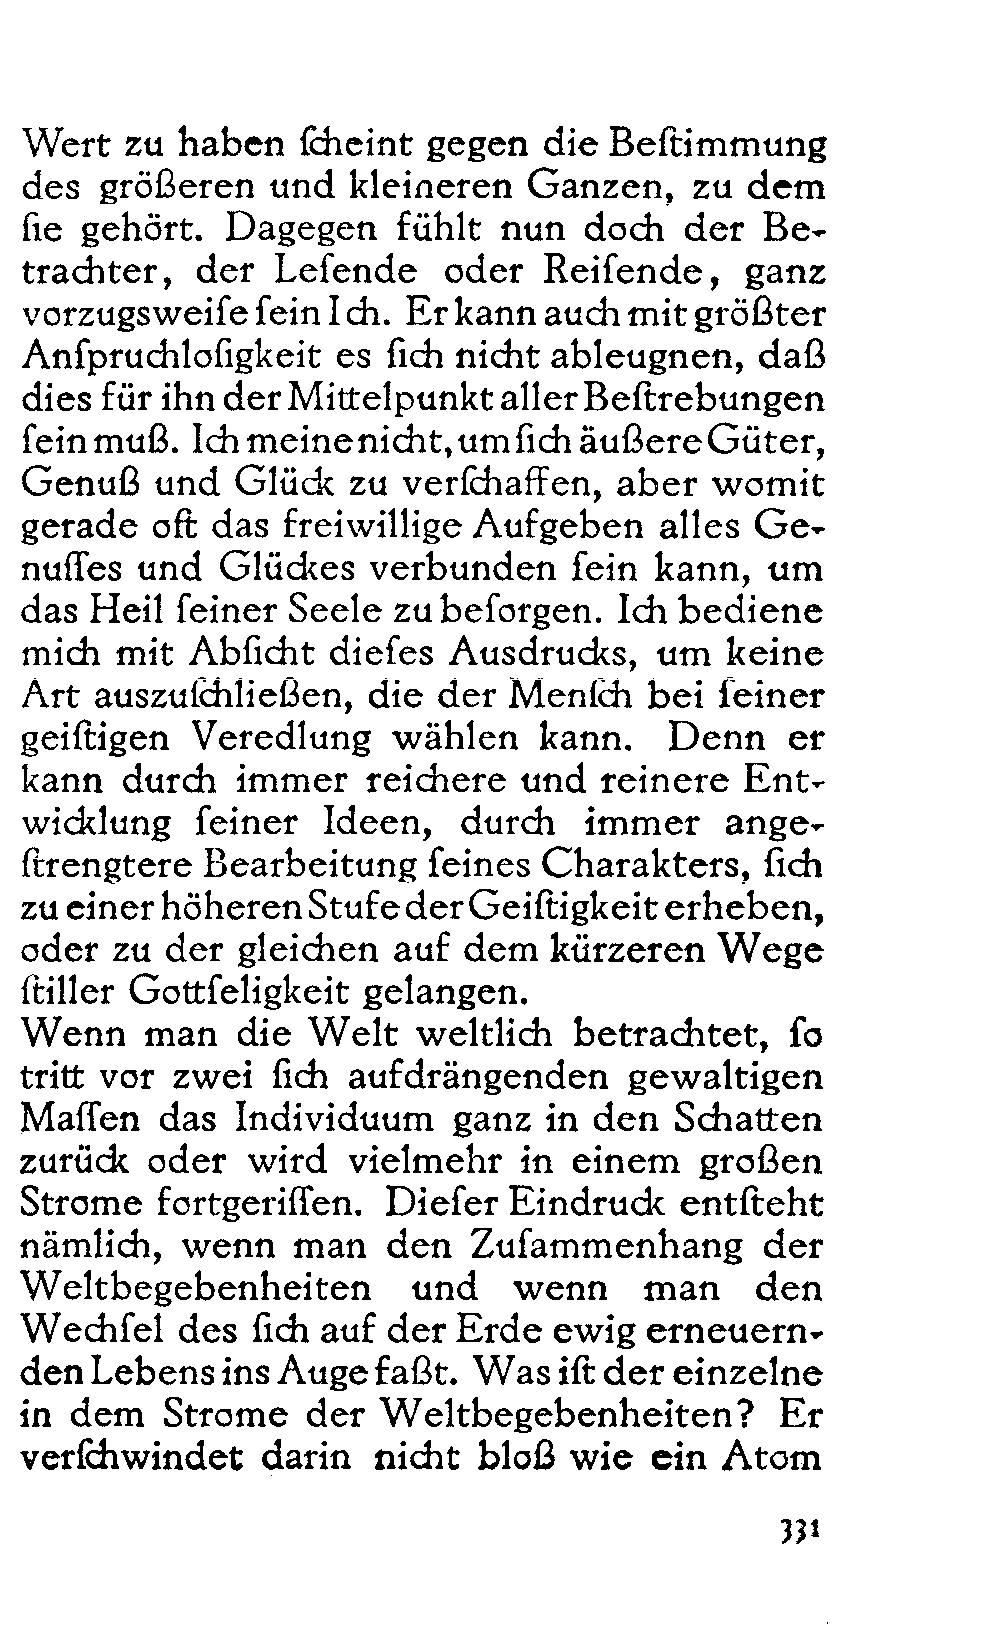 Wert zu haben ſcheint gegen die Beſtimmung
des größeren und kleineren Ganzen, zu dem
ſie gehört. Dagegen fühlt nun doch der Be-
trachter, der Leſende oder Reiſende, ganz
vorzugsweiſe ſein Ich. Er kann auch mit größter
Anſpruchloſigkeit es ſich nicht ableugnen, daß
dies für ihn der Mittelpunkt aller Beſtrebungen
ſein muß. Ich meine nicht, um ſich äußere Güter,
Genuß und Glück zu verſchaffen, aber womit
gerade oft das freiwillige Aufgeben alles Ge-
nuſſes und Glückes verbunden ſein kann, um
das Heil ſeiner Seele zu beſorgen. Ich bediene
mich mit Abſicht dieſes Ausdrucks, um keine
Art auszuſchließen, die der Menſch bei ſeiner
geiſtigen Veredlung wählen kann. Denn er
kann durch immer reichere und reinere Ent-
wicklung ſeiner Ideen, durch immer ange-
ſtrengtere Bearbeitung ſeines Charakters, ſich
zu einer höheren Stufe der Geiſtigkeit erheben,
oder zu der gleichen auf dem kürzeren Wege
ſtiller Gottſeligkeit gelangen.
Wenn man die Welt weltlich betrachtet, ſo
tritt vor zwei ſich aufdrängenden gewaltigen
Maſſen das Individuum ganz in den Schatten
zurück oder wird vielmehr in einem großen
Strome fortgeriſſen. Dieſer Eindruck entſteht
nämlich, wenn man den Zuſammenhang der
Weltbegebenheiten und wenn man den
Wechſel des ſich auf der Erde ewig erneuern-
den Lebens ins Auge faßt. Was iſt der einzelne
in dem Strome der Weltbegebenheiten? Er
verſchwindet darin nicht bloß wie ein Atom
331